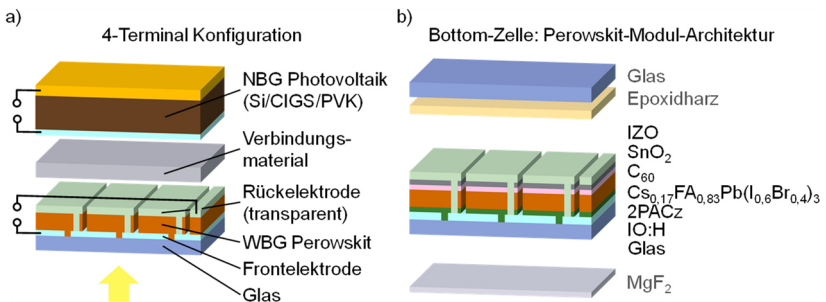 a)
4-Terminal Konfiguration
NBG Photovoltaik
(Si/CIGS/PVK)
Verbindungs-
material
Rückelektrode
(transparent)
WBG Perowskit
Frontelektrode
Glas
b)
Bottom-Zelle: Perowskit-Modul-Architektur
Glas
Epoxidharz
IZO
SnO₂
C₆₀
Cs₀,₁₇FA₀,₈₃Pb(I₀,₆Br₀,₄)₃
2PACz
IO:H
Glas
MgF₂